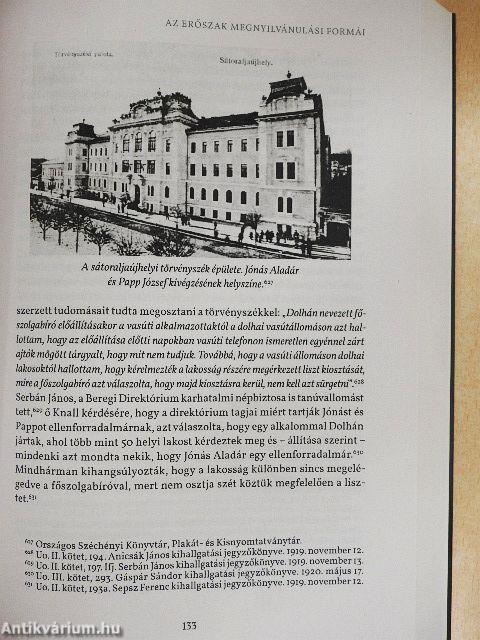 AZ ERŐSZAK MEGNYILVÁNULÁSI FORMÁI
Törvényszéki palota.
Sátoraljaújhely.
A sátoraljaújhelyi törvényszék épülete. Jónás Aladár
és Papp József kivégzésének helyszíne.⁶²⁷
szerzett tudomásait tudta megosztani a törvényszékkel: „Dolhán nevezett fő-
szolgabíró előállításakor a vasúti alkalmazottaktól a dolhai vasútállomáson azt hal-
lottam, hogy az előállítása előtti napokban vasúti telefonon ismeretlen egyénnel zárt
ajtók mögött tárgyalt, hogy mit nem tudjuk. Továbbá, hogy a vasúti állomáson dolhai
lakosoktól hallottam, hogy kérelmezték a lakosság részére megérkezett liszt kiosztását,
mire a főszolgabíró azt válaszolta, hogy majd kiosztásra kerül, nem kell azt sürgetni”.⁶²⁸
Serbán János, a Beregi Direktórium karhatalmi népbiztosa is tanúvallomást
tett,⁶²⁹ ő Knall kérdésére, hogy a direktórium tagjai miért tartják Jónást és
Pappot ellenforradalmárnak, azt válaszolta, hogy egy alkalommal Dolhán
jártak, ahol több mint 50 helyi lakost kérdeztek meg és – állítása szerint –
mindenki azt mondta nekik, hogy Jónás Aladár egy ellenforradalmár.⁶³⁰
Mindhárman kihangsúlyozták, hogy a lakosság különben sincs megelé-
gedve a főszolgabíróval, mert nem osztja szét köztük megfelelően a lisz-
tet.⁶³¹
⁶²⁷ Országos Széchényi Könyvtár, Plakát- és Kisnyomtatványtár.
⁶²⁸ Uo. II. kötet, 194. Anicsák János kihallgatási jegyzőkönyve. 1919. november 12.
⁶²⁹ Uo. II. kötet, 197. Ifj. Serbán János kihallgatási jegyzőkönyve. 1919. november 13.
⁶³⁰ Uo. III. kötet, 293. Gáspár Sándor kihallgatási jegyzőkönyve. 1920. május 17.
⁶³¹ Uo. II. kötet, 193a. Sepsz Ferenc kihallgatási jegyzőkönyve. 1919. november 12.
133
Antikvárium.hu